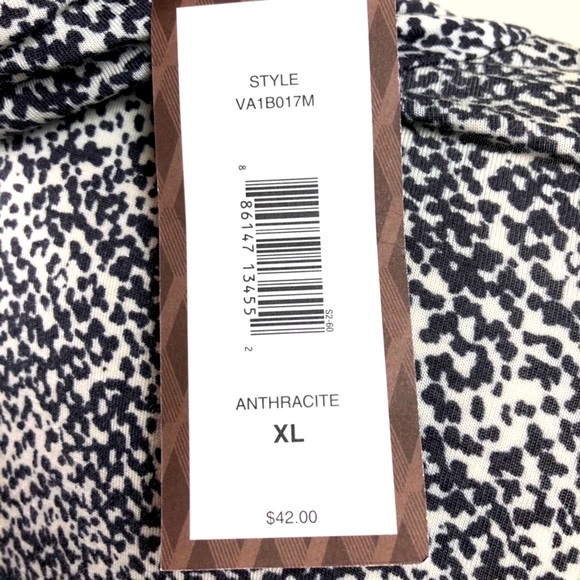 STYLE
VA1B017M
8 86147 13455 2
S2-60
ANTHRACITE
XL
$42.00